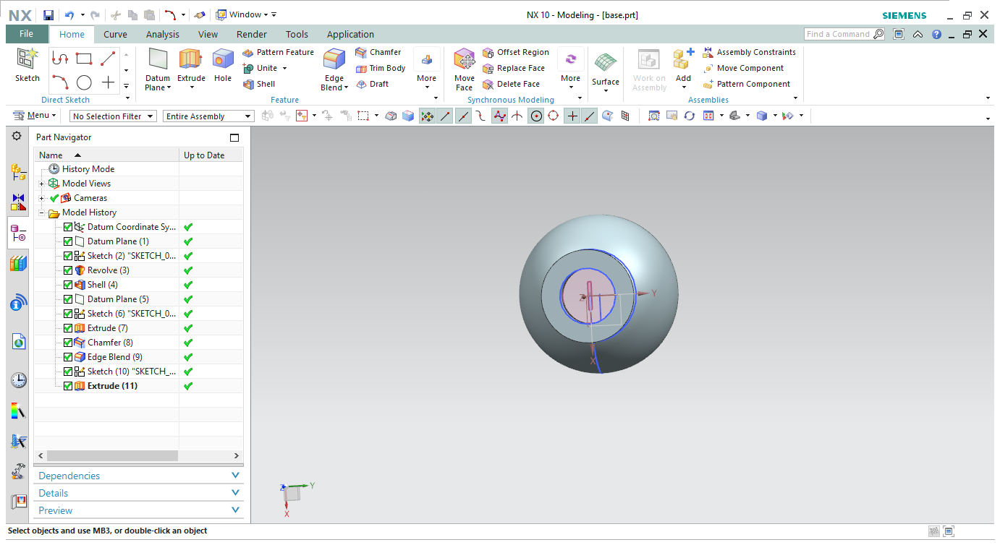 NX Window NX 10 - Modeling - [base.prt] SIEMENS
File Home Curve Analysis View Render Tools Application Find a Command
Sketch
Direct Sketch
Datum Plane
Extrude
Hole
Pattern Feature
Unite
Shell
Edge Blend
Chamfer
Trim Body
Draft
More
Feature
Move Face
Offset Region
Replace Face
Delete Face
More
Synchronous Modeling
Surface
Work on Assembly
Add
Assembly Constraints
Move Component
Pattern Component
Assemblies
Menu No Selection Filter Entire Assembly
Part Navigator
Name Up to Date
History Mode
Model Views
Cameras
Model History
Datum Coordinate Sy...
Datum Plane (1)
Sketch (2) "SKETCH_0...
Revolve (3)
Shell (4)
Datum Plane (5)
Sketch (6) "SKETCH_0...
Extrude (7)
Chamfer (8)
Edge Blend (9)
Sketch (10) "SKETCH_...
Extrude (11)
Dependencies
Details
Preview
Z Y
X
Z Y
X
Select objects and use MB3, or double-click an object